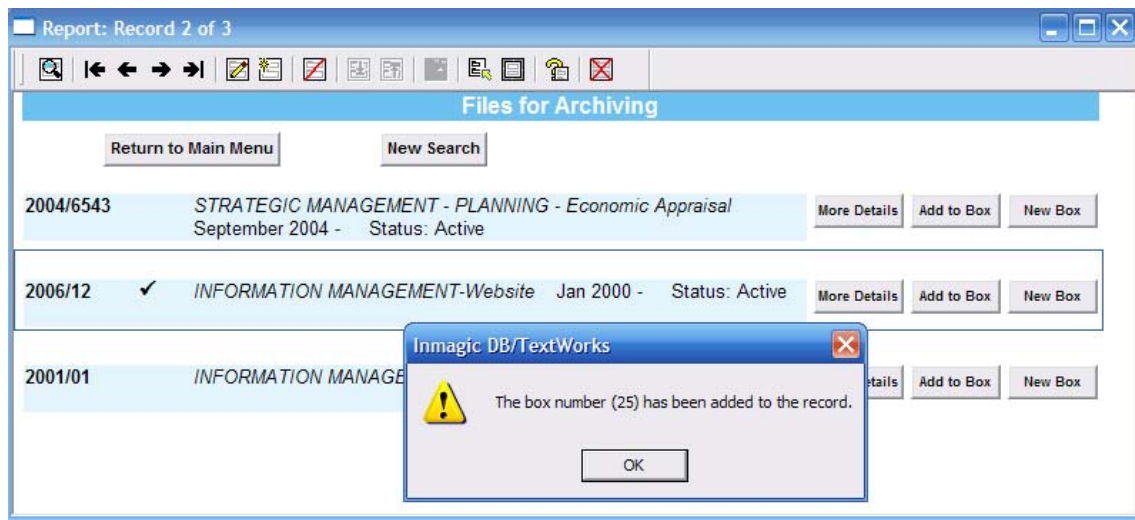 Report: Record 2 of 3
Files for Archiving
Return to Main Menu New Search
2004/6543 STRATEGIC MANAGEMENT - PLANNING - Economic Appraisal More Details Add to Box New Box
September 2004 - Status: Active
2006/12 ✓ INFORMATION MANAGEMENT-Website Jan 2000 - Status: Active More Details Add to Box New Box
Inmagic DB/TextWorks
2001/01 INFORMATION MANAGE tails Add to Box New Box
The box number (25) has been added to the record.
OK